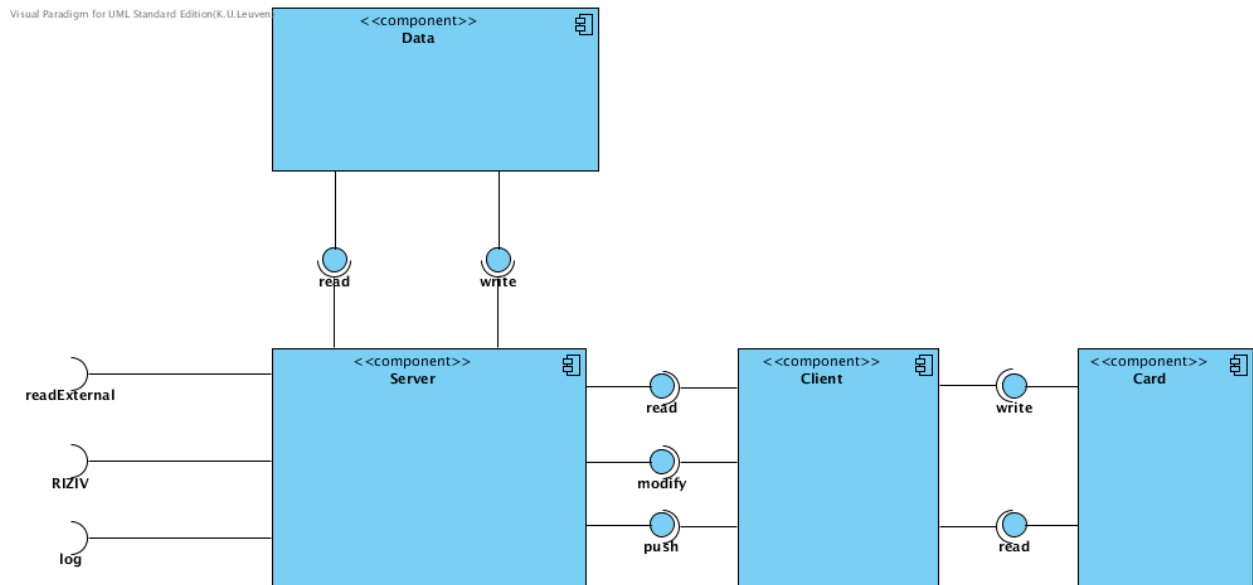 Visual Paradigm for UML Standard Edition(K.U.Leuven)
<<component>>
Data
read
write
<<component>>
Server
<<component>>
Client
<<component>>
Card
readExternal
read
write
RIZIV
modify
log
push
read